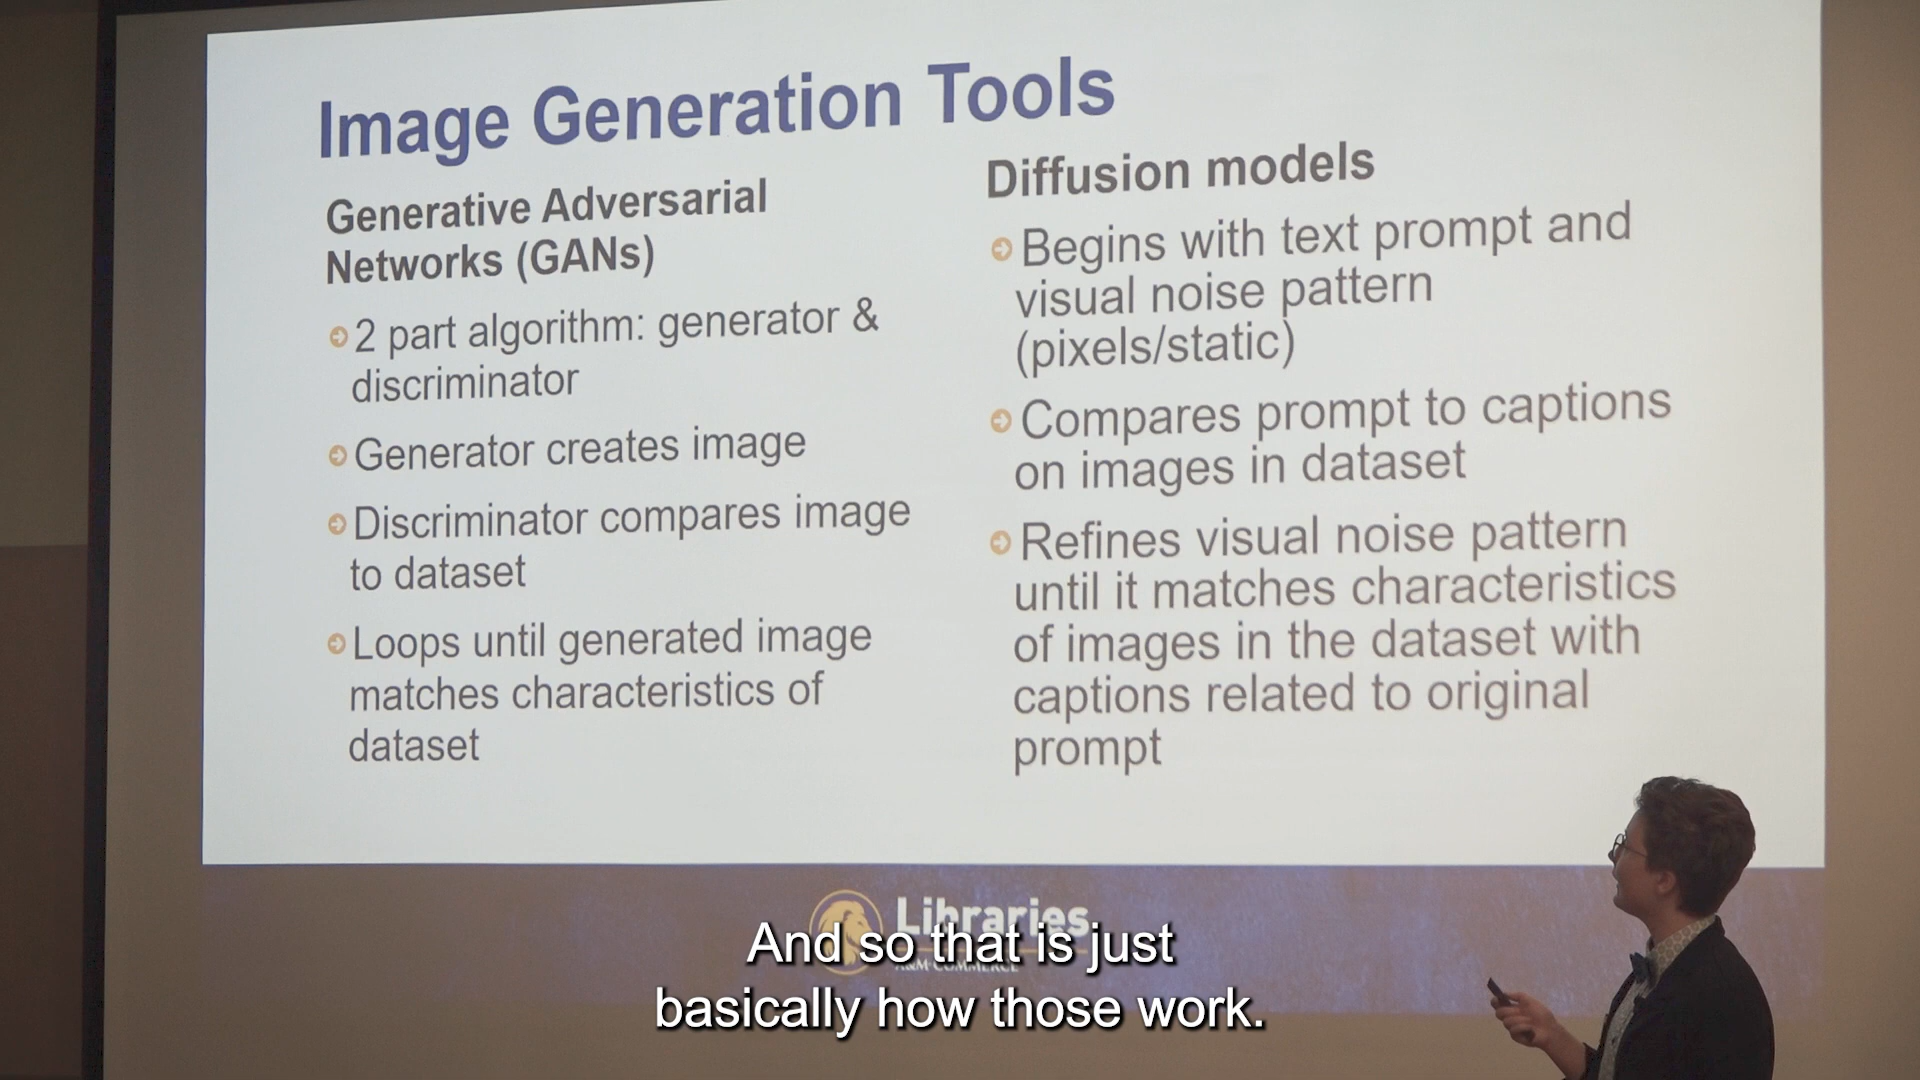 Image Generation Tools
Generative Adversarial
Networks (GANs)
2 part algorithm: generator &
discriminator
Generator creates image
Discriminator compares image
to dataset
Loops until generated image
matches characteristics of
dataset
Diffusion models
Begins with text prompt and
visual noise pattern
(pixels/static)
Compares prompt to captions
on images in dataset
Refines visual noise pattern
until it matches characteristics
of images in the dataset with
captions related to original
prompt
Libraries
A&M-COMMERCE
And so that is just
basically how those work.